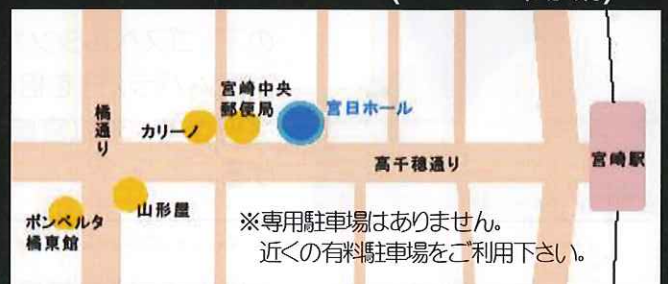 橘通り
カリーノ
宮崎中央
郵便局
宮日ホール
高千穂通り
宮崎駅
ボンベルタ
橘東館
山形屋
※専用駐車場はありません。
近くの有料駐車場をご利用下さい。